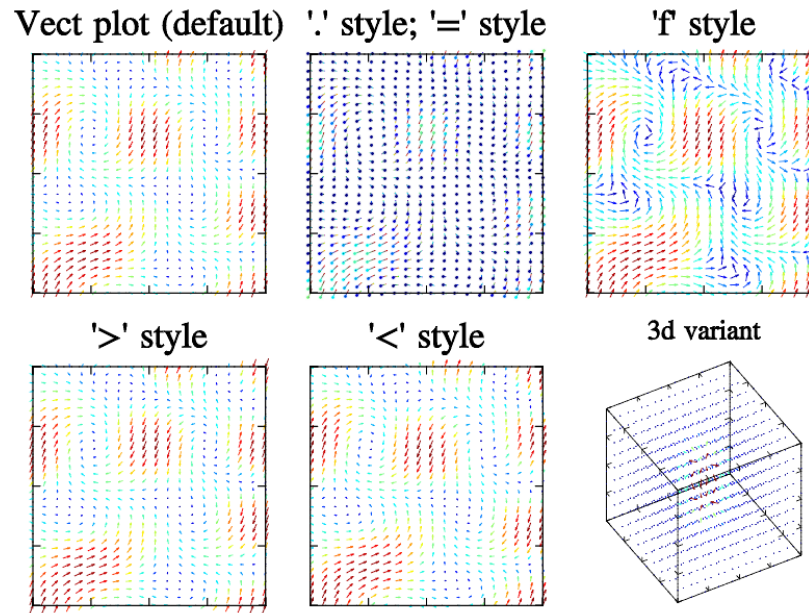 Vect plot (default)
'.' style; '=' style
'f' style
'>' style
'<' style
3d variant